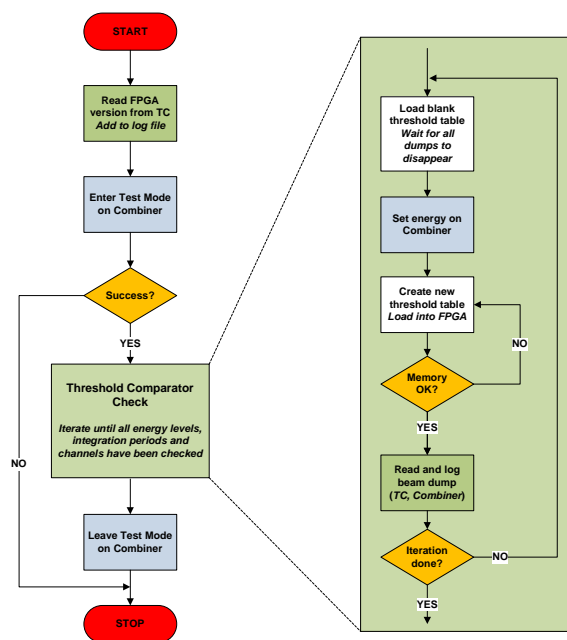 START
Read FPGA
version from TC
Add to log file
Enter Test Mode
on Combiner
Success?
YES
Threshold Comparator
Check
Iterate until all energy levels,
integration periods and
channels have been checked
NO
Leave Test Mode
on Combiner
STOP
Load blank
threshold table
Wait for all
dumps to
disappear
Set energy on
Combiner
Create new
threshold table
Load into FPGA
NO
Memory
OK?
YES
Read and log
beam dump
(TC, Combiner)
Iteration
done?
NO
YES